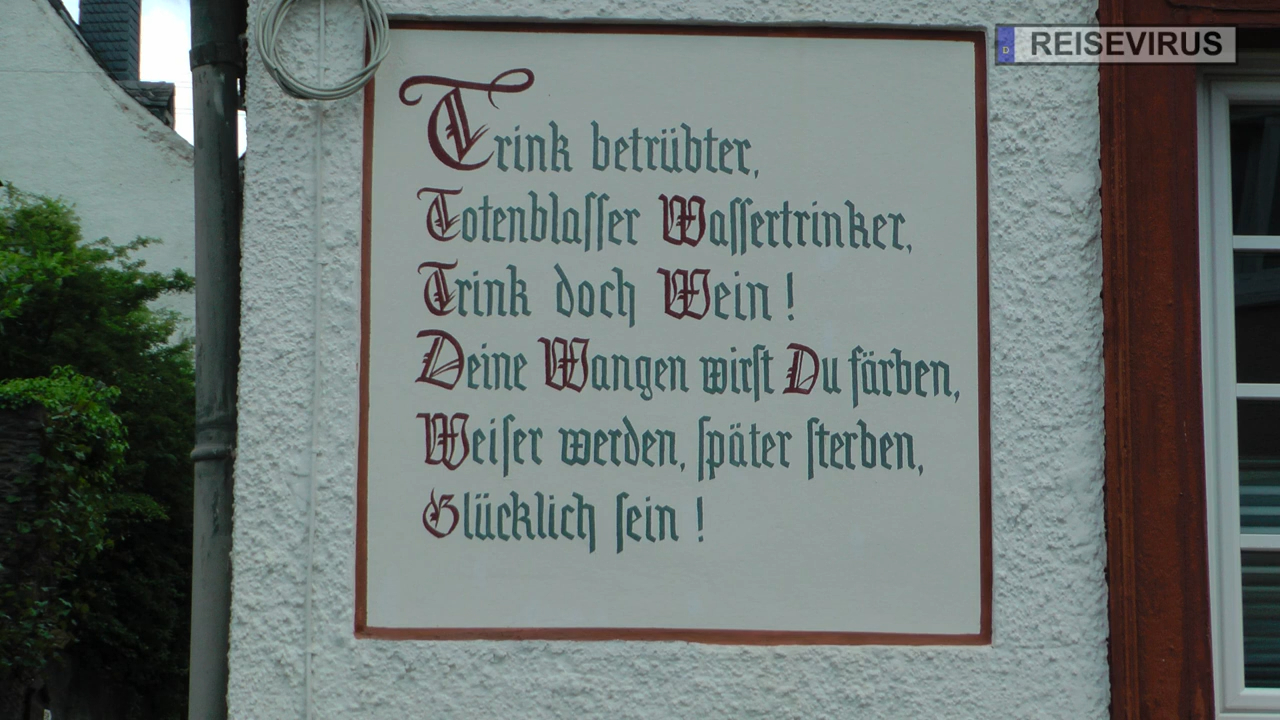 REISEVIRUS
D
Trink betrübter,
Totenblaſſer Waſſertrinker,
Trink doch Wein !
Deine Wangen wirſt Du färben,
Weiſer werden, ſpäter ſterben,
Glücklich ſein !